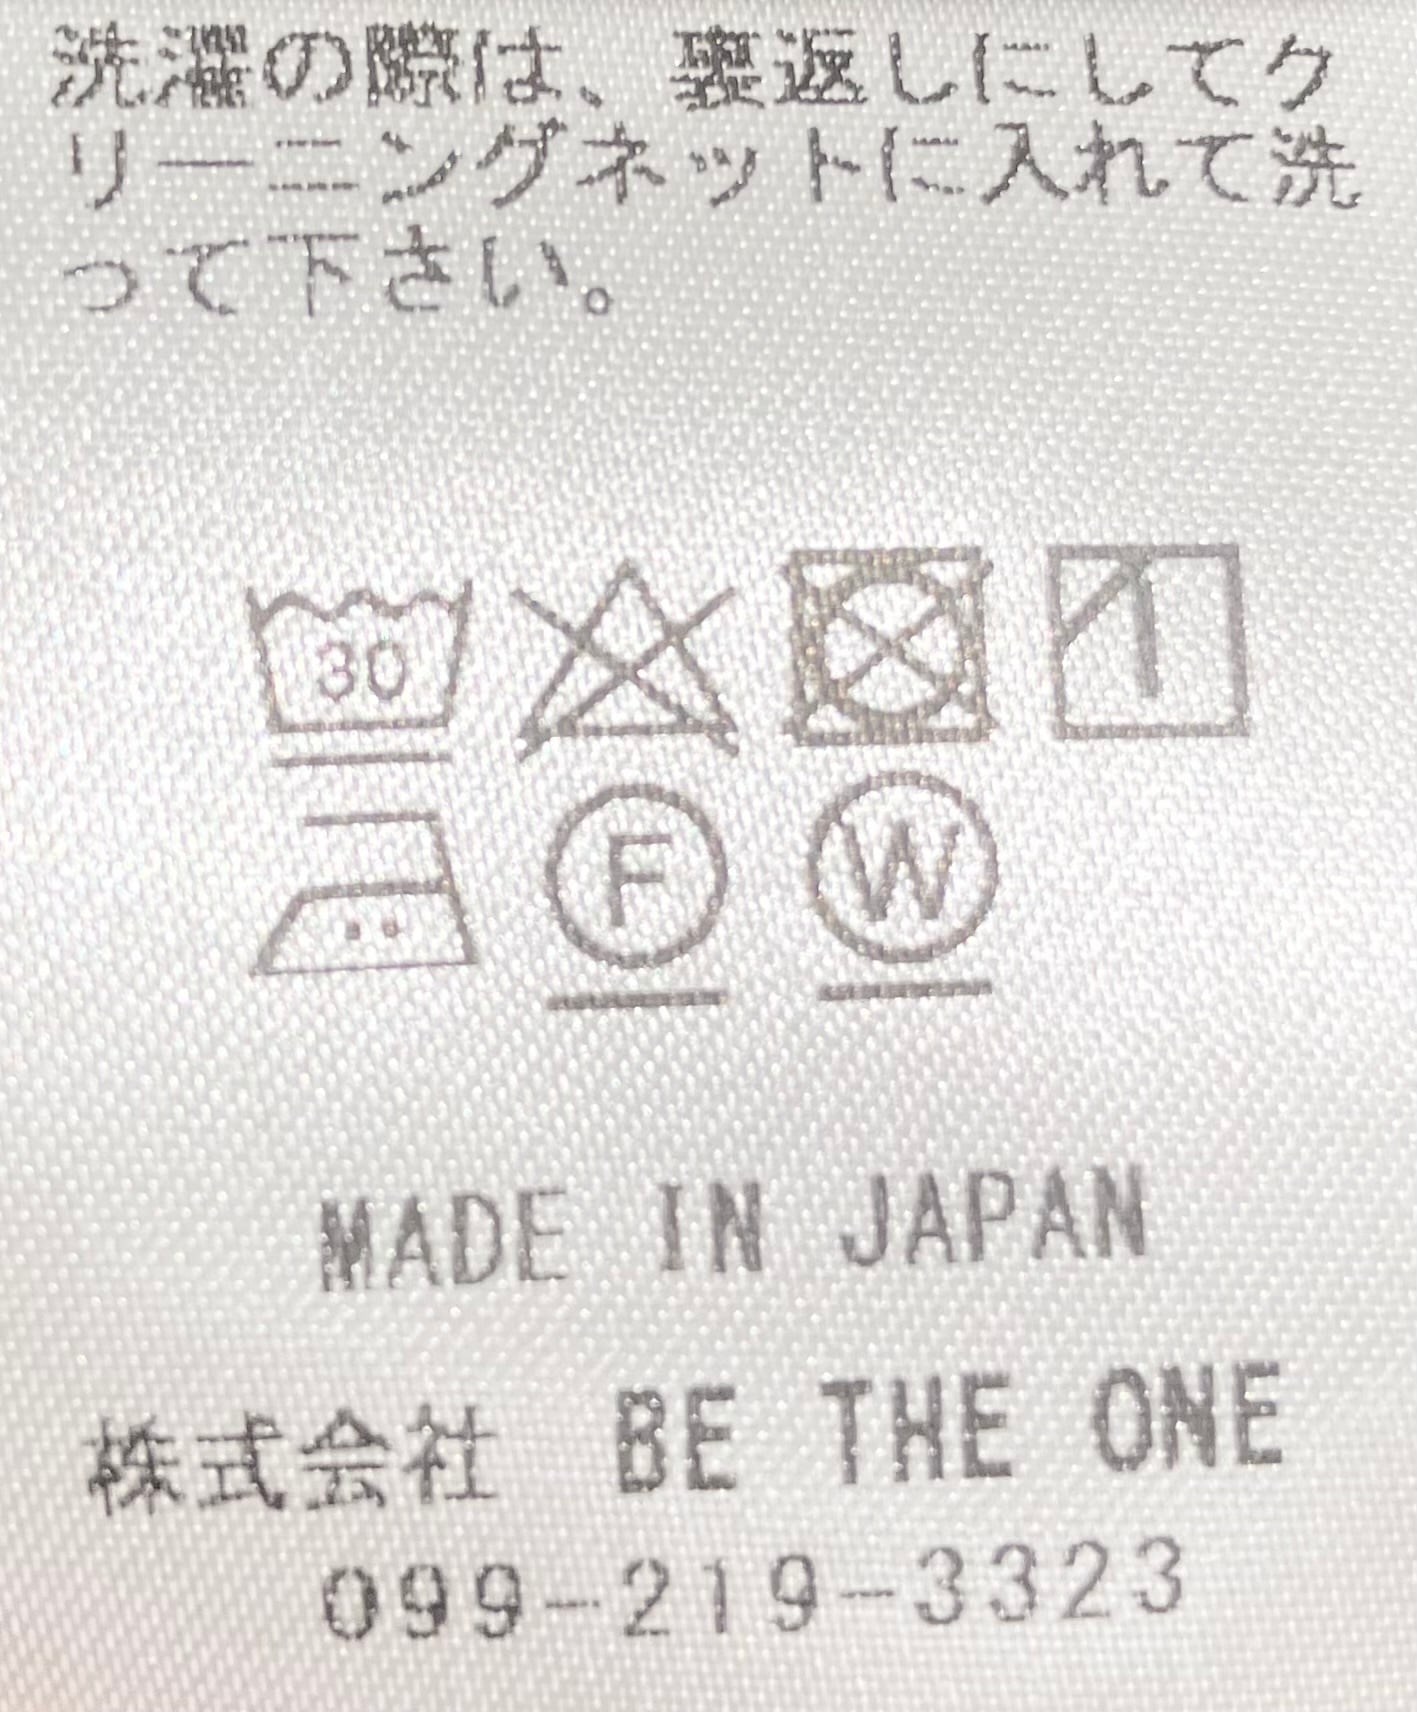 洗濯の際は、裏返しにしてク
リーニングネットに入れて洗
って下さい。
30
F
W
MADE IN JAPAN
株式会社 BE THE ONE
099-219-3323